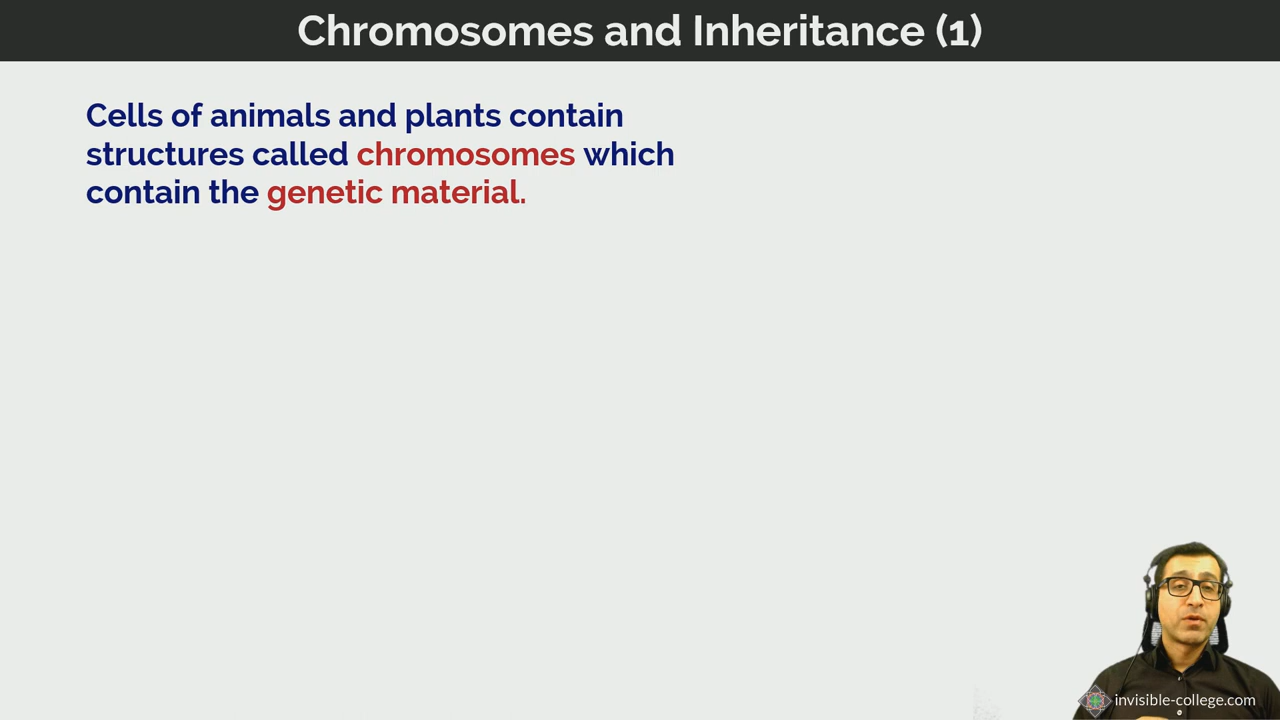 Chromosomes and Inheritance (1)
Cells of animals and plants contain
structures called chromosomes which
contain the genetic material.
invisible-college.com